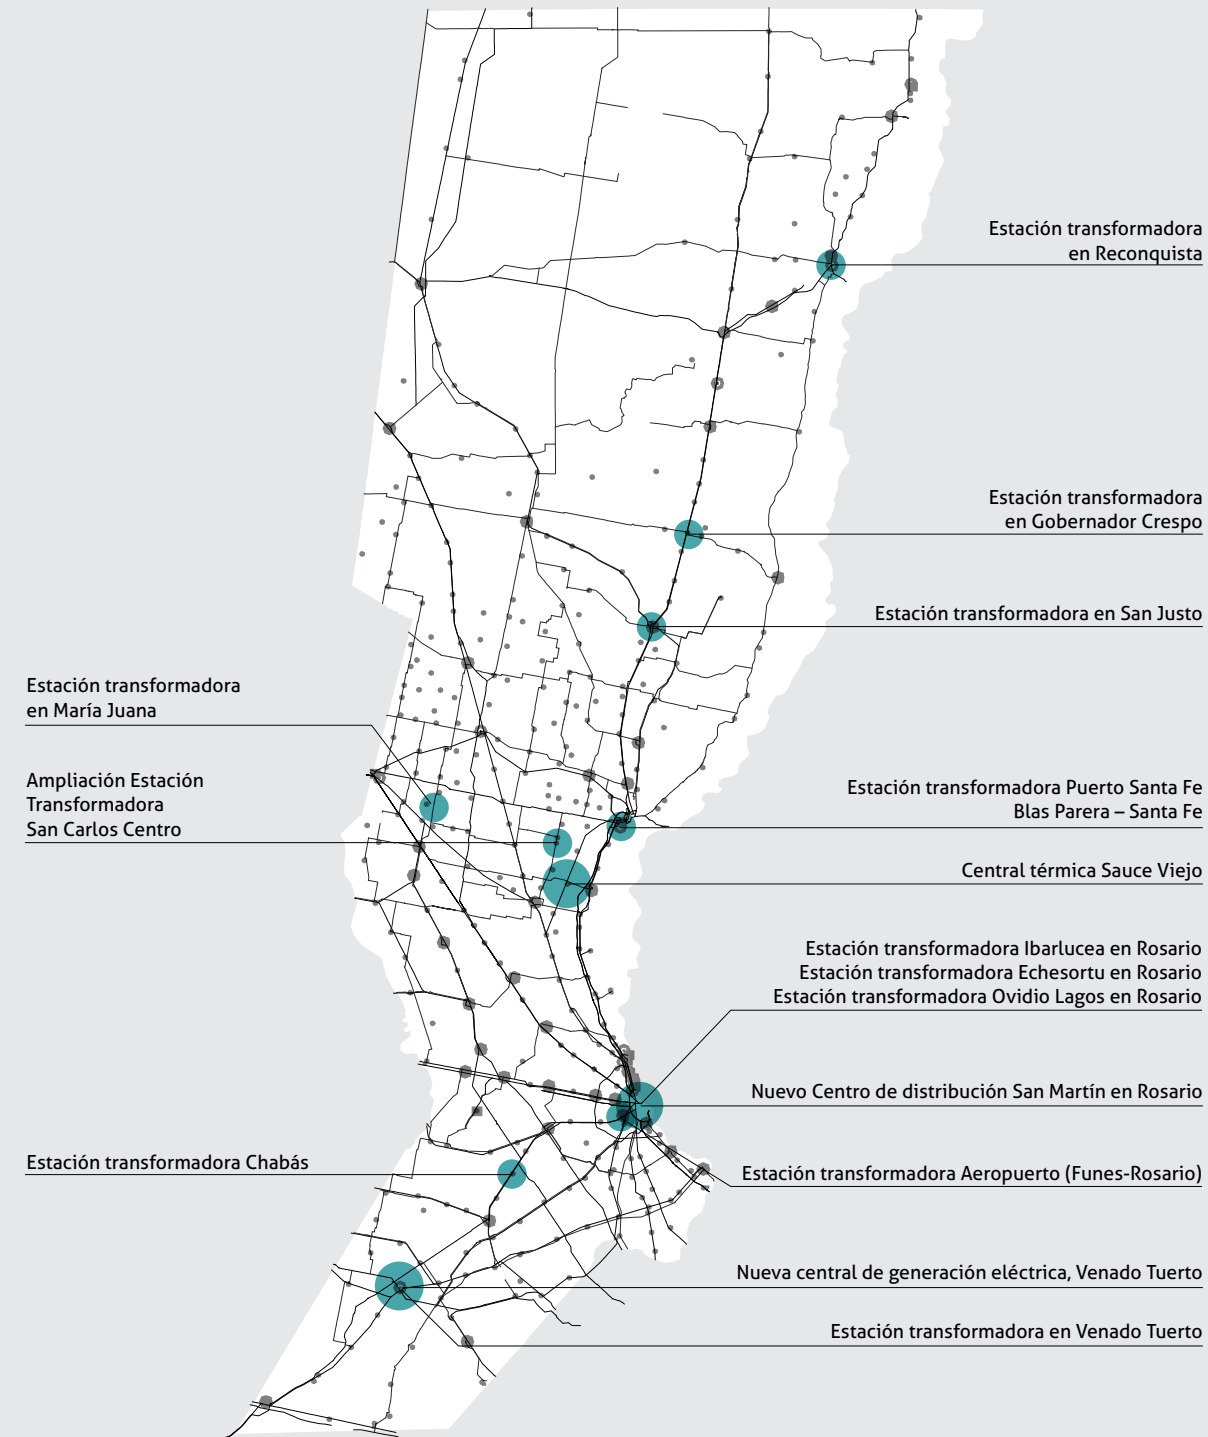 Estación transformadora
en Reconquista
Estación transformadora
en Gobernador Crespo
Estación transformadora en San Justo
Estación transformadora
en María Juana
Ampliación Estación
Transformadora
San Carlos Centro
Estación transformadora Puerto Santa Fe
Blas Parera – Santa Fe
Central térmica Sauce Viejo
Estación transformadora Ibarlucea en Rosario
Estación transformadora Echesortu en Rosario
Estación transformadora Ovidio Lagos en Rosario
Nuevo Centro de distribución San Martín en Rosario
Estación transformadora Chabás
Estación transformadora Aeropuerto (Funes-Rosario)
Nueva central de generación eléctrica, Venado Tuerto
Estación transformadora en Venado Tuerto